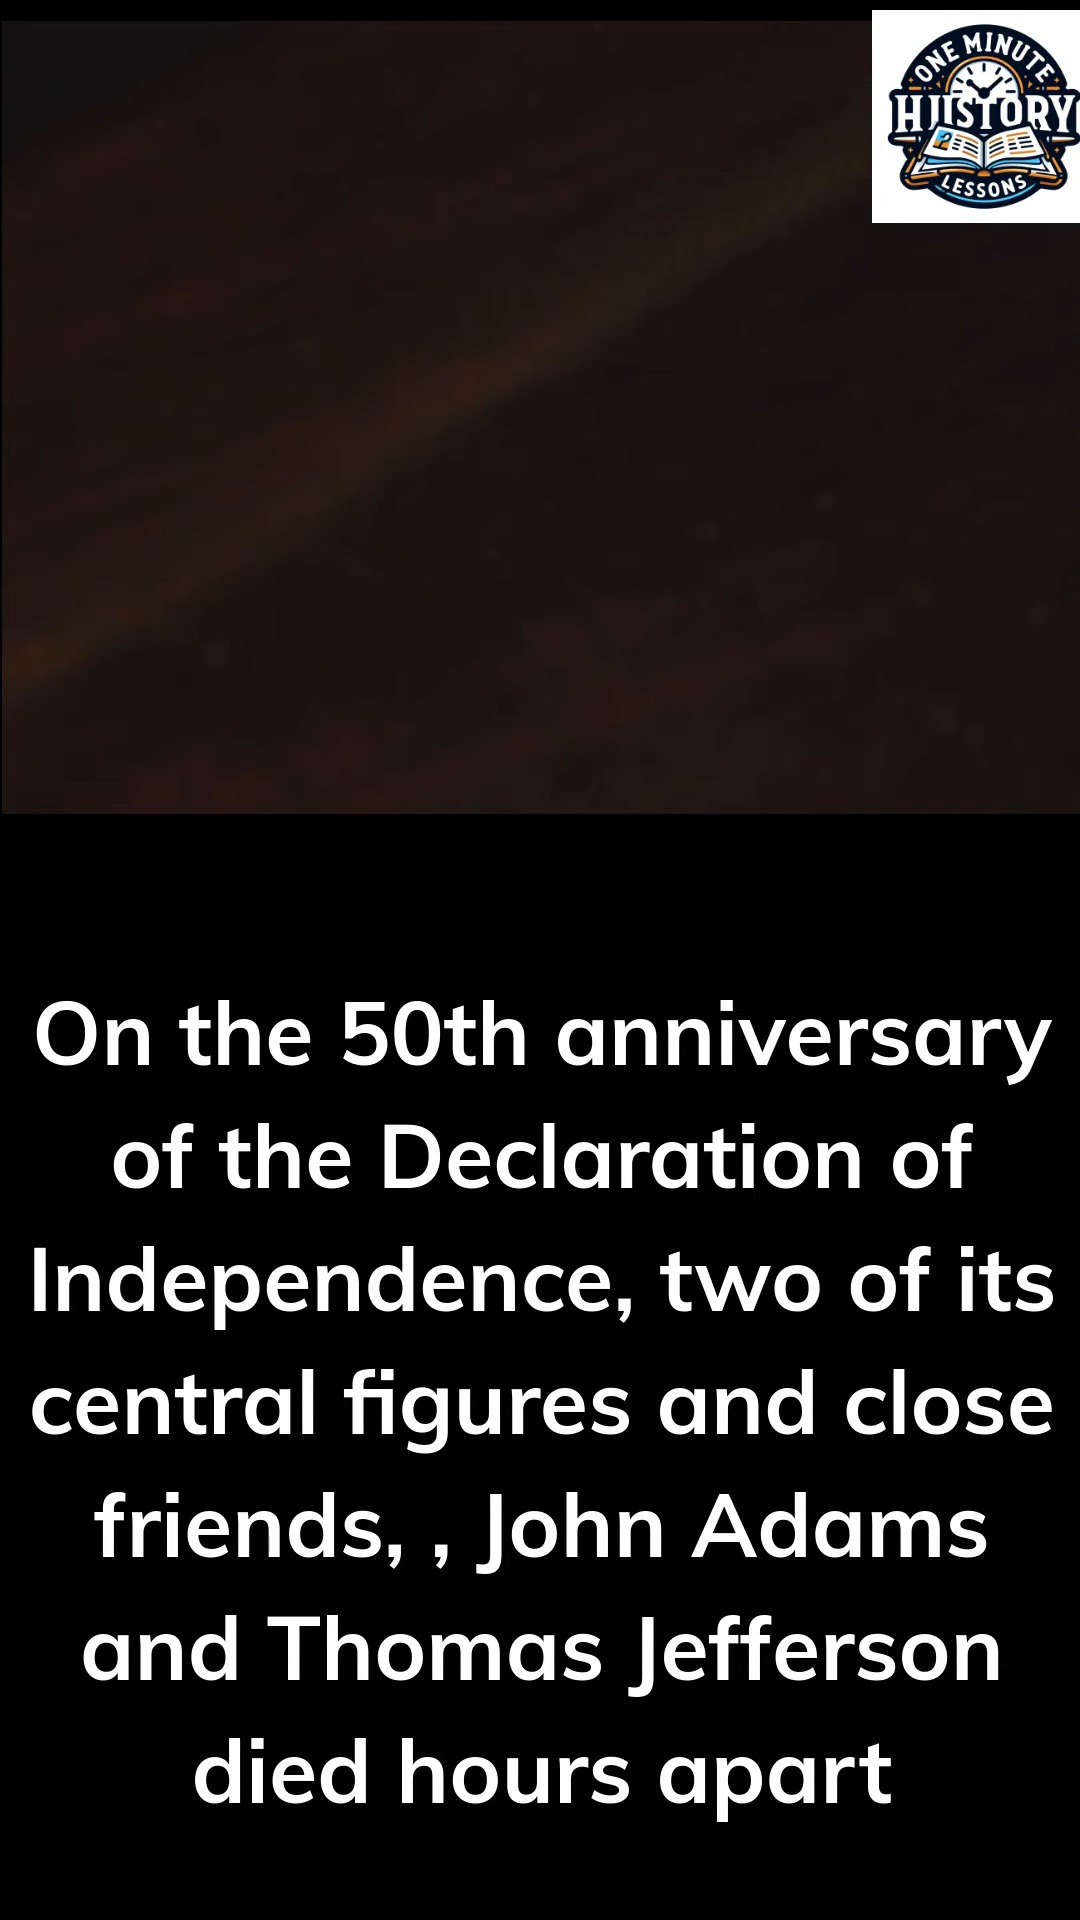 ONE MINUTE
HIISTORY
LESSONS
On the 50th anniversary
of the Declaration of
Independence, two of its
central figures and close
friends, , John Adams
and Thomas Jefferson
died hours apart